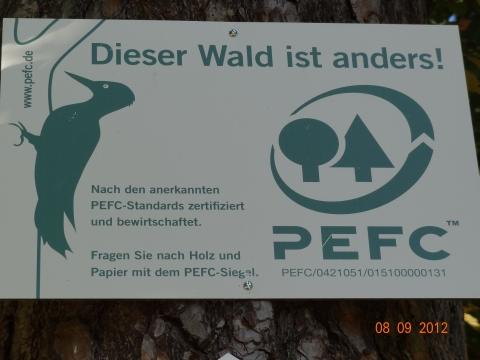 www.pefc.de
Dieser Wald ist anders!
Nach den anerkannten
PEFC-Standards zertifiziert
und bewirtschaftet.
Fragen Sie nach Holz und
Papier mit dem PEFC-Siegel.
PEFC™
PEFC/0421051/015100000131
08 09 2012